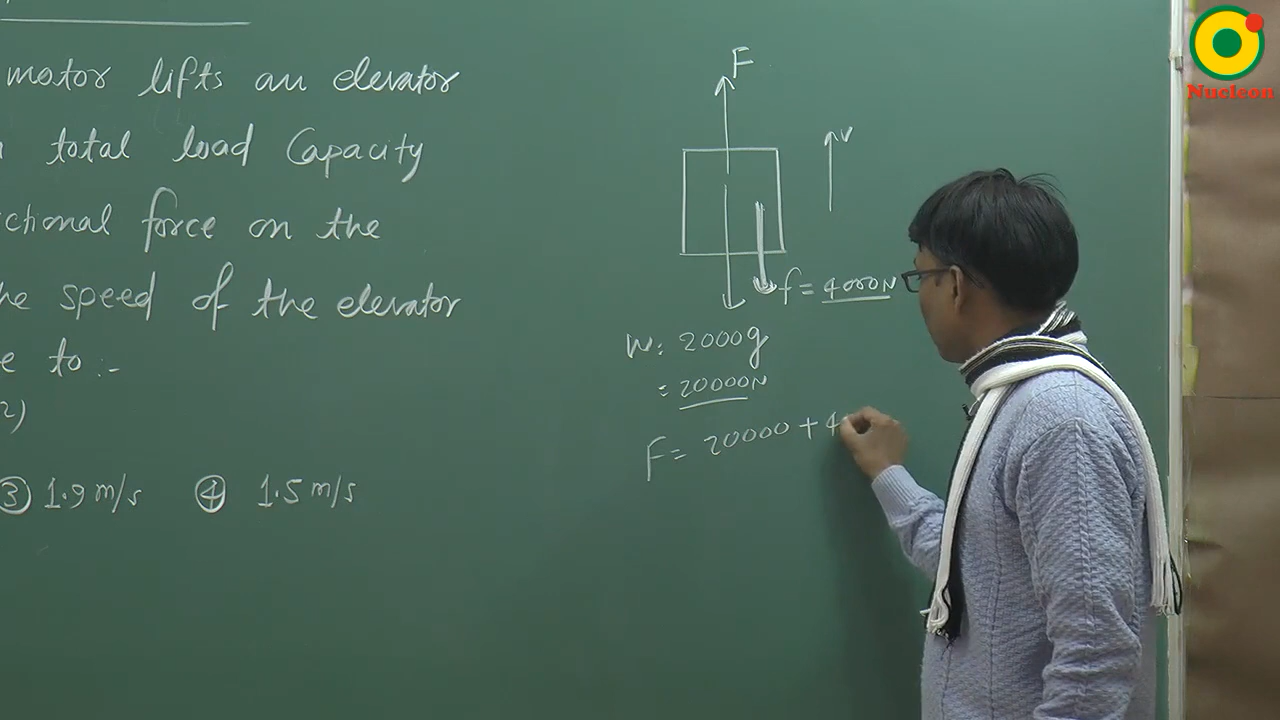 motor lifts an elevator
total load Capacity
ctional force on the
he speed of the elevator
e to :-
2)
③ 1.9 m/s ④ 1.5 m/s
F
v
f = 4000N
W: 2000g
= 20000N
F = 20000 + 4
Nucleon